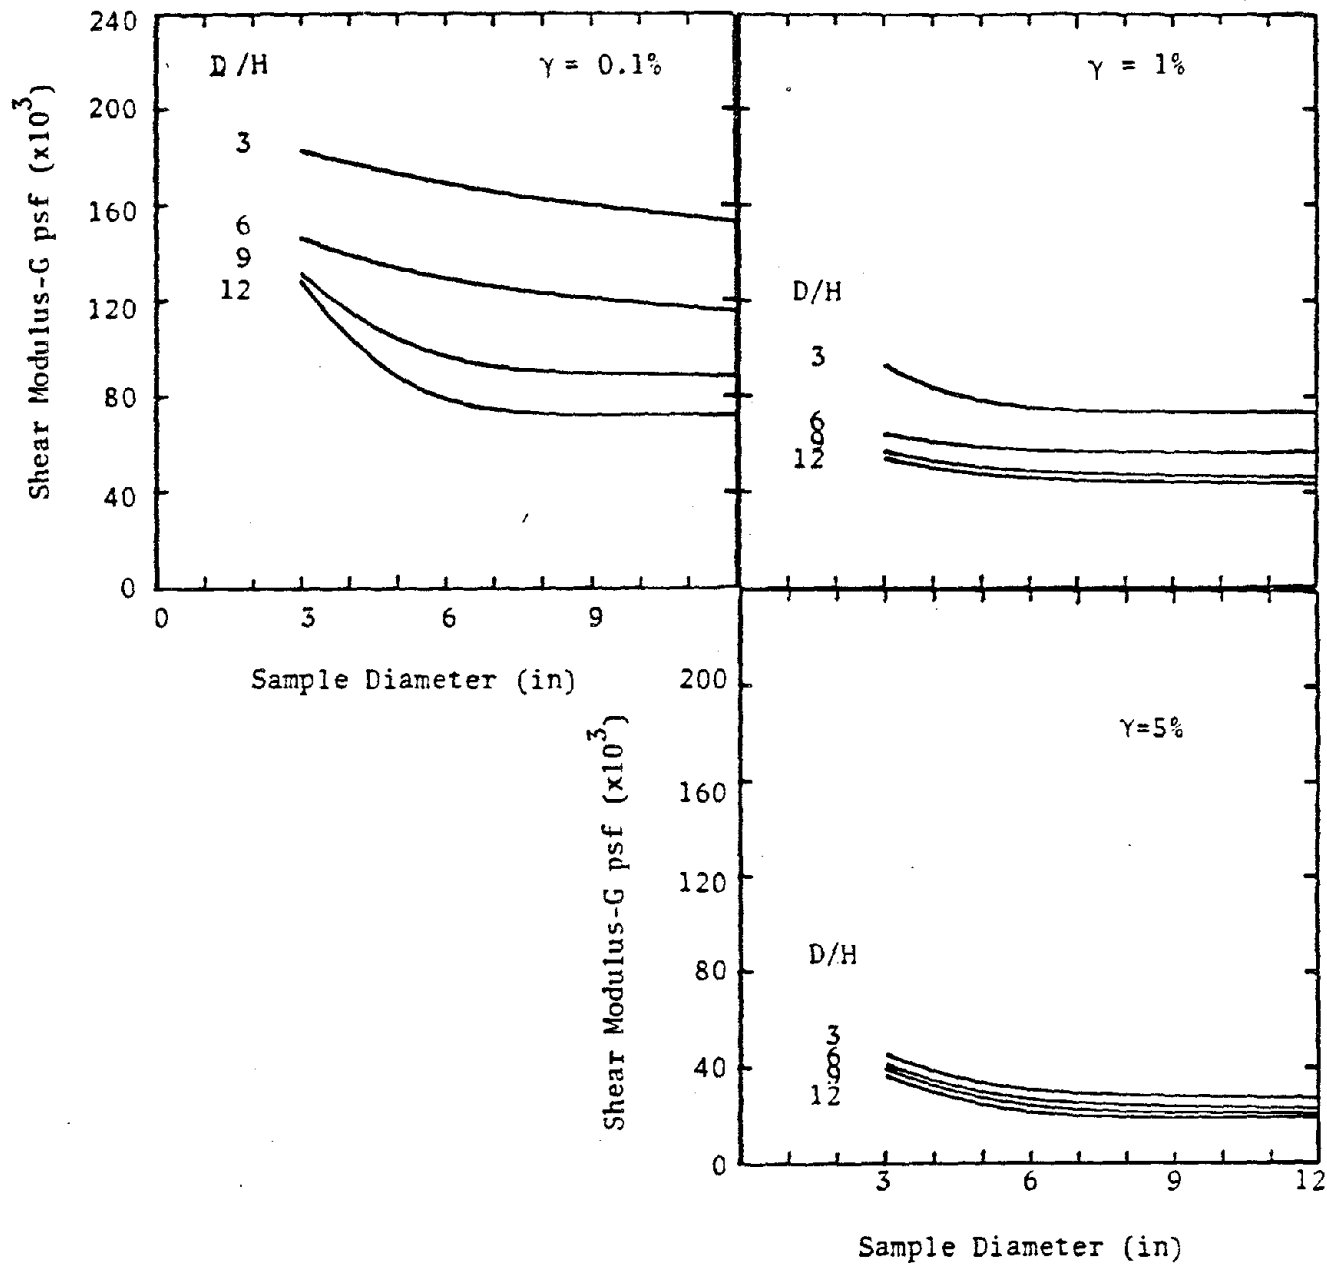 240
200
160
120
80
40
0
Shear Modulus-G psf (x10³)
D/H
γ = 0.1%
3
6
9
12
0 3 6 9
Sample Diameter (in)
γ = 1%
D/H
3
6
9
12
200
160
120
80
40
0
Shear Modulus-G psf (x10³)
γ=5%
D/H
3
6
9
12
3 6 9 12
Sample Diameter (in)